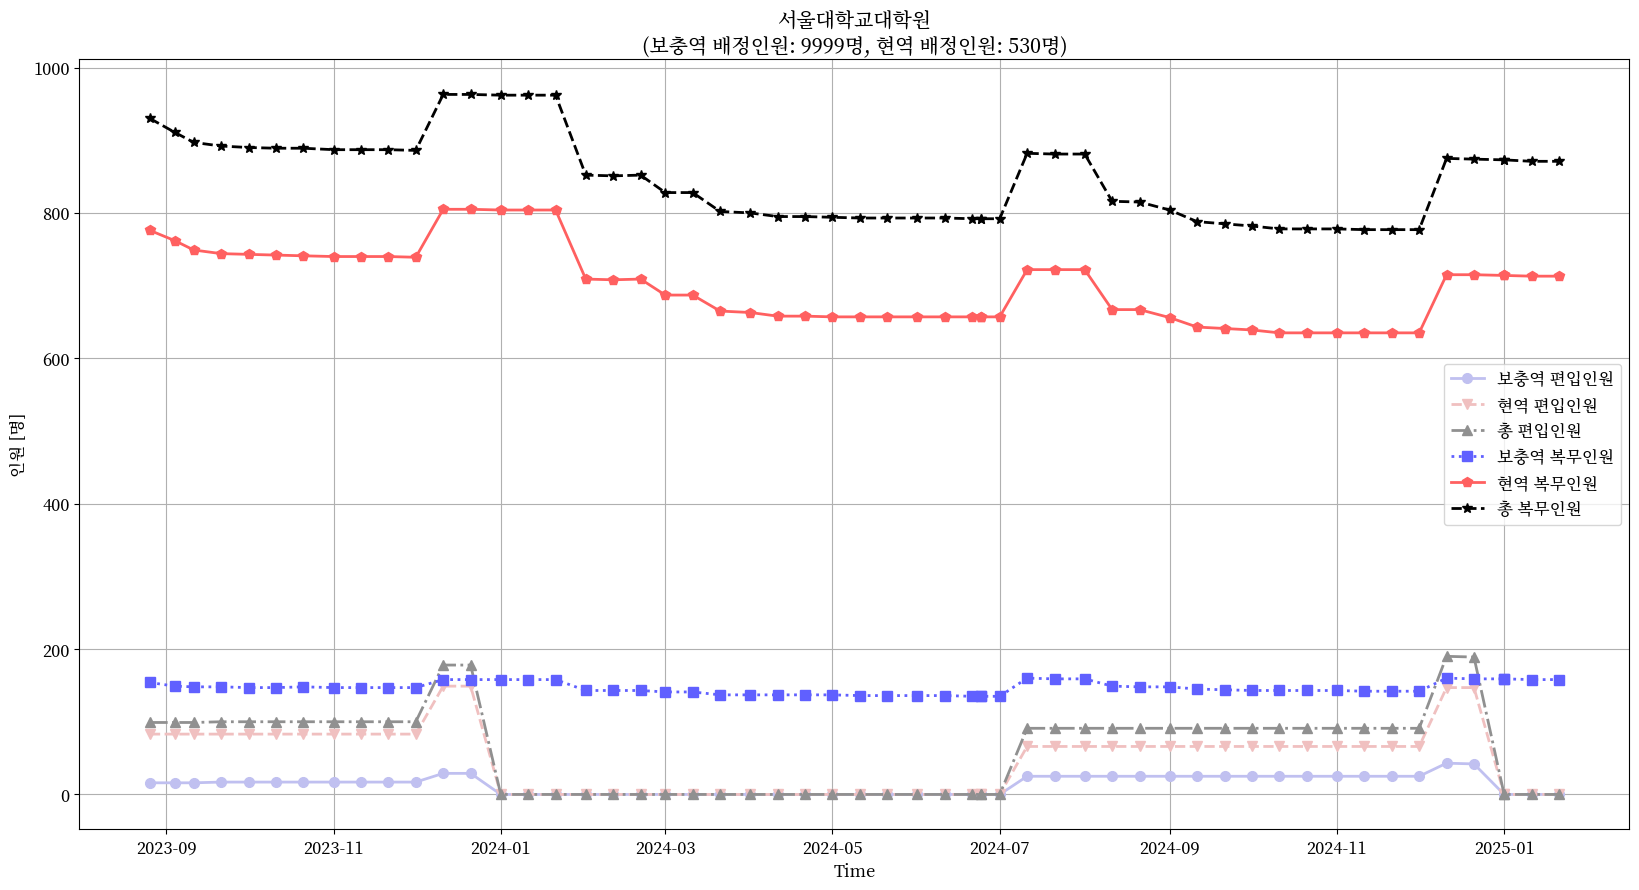 서울대학교대학원
(보충역 배정인원: 9999명, 현역 배정인원: 530명)
1000
800
600
400
200
0
인원 [명]
보충역 편입인원
현역 편입인원
총 편입인원
보충역 복무인원
현역 복무인원
총 복무인원
2023-09 2023-11 2024-01 2024-03 2024-05 2024-07 2024-09 2024-11 2025-01
Time